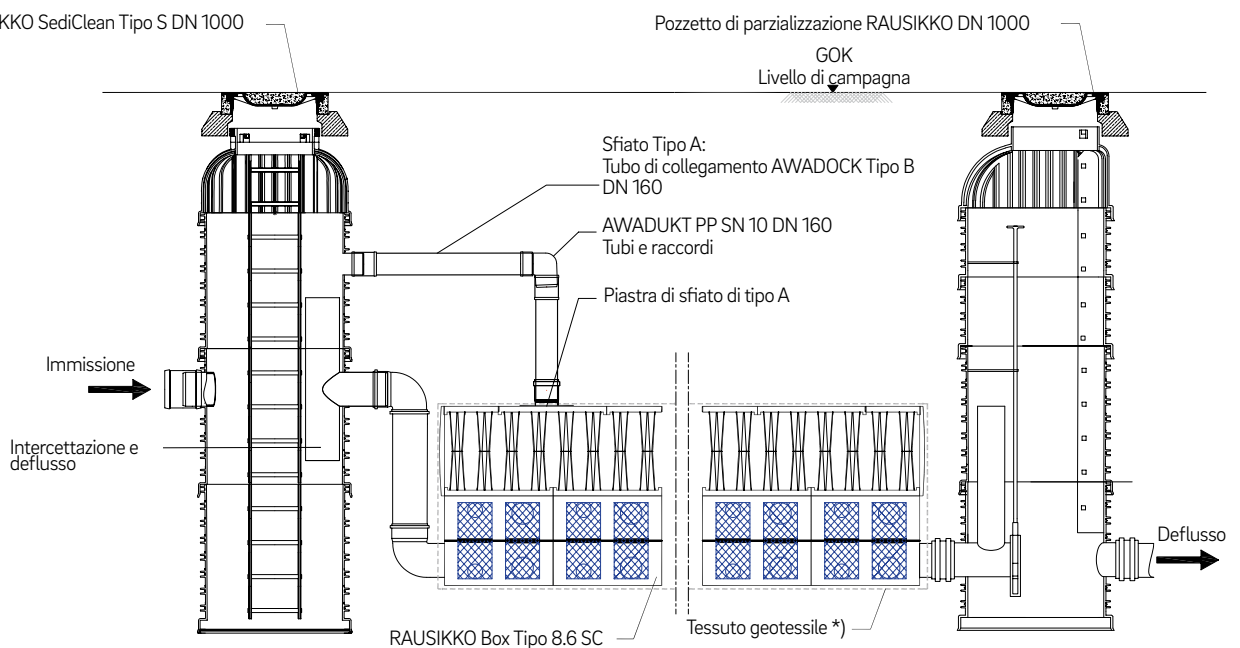 KKO SediClean Tipo S DN 1000
Pozzetto di parzializzazione RAUSIKKO DN 1000
GOK
Livello di campagna
Sfiato Tipo A:
Tubo di collegamento AWADOCK Tipo B
DN 160
AWADUKT PP SN 10 DN 160
Tubi e raccordi
Piastra di sfiato di tipo A
Immissione
Intercettazione e
deflusso
Deflusso
RAUSIKKO Box Tipo 8.6 SC
Tessuto geotessile *)